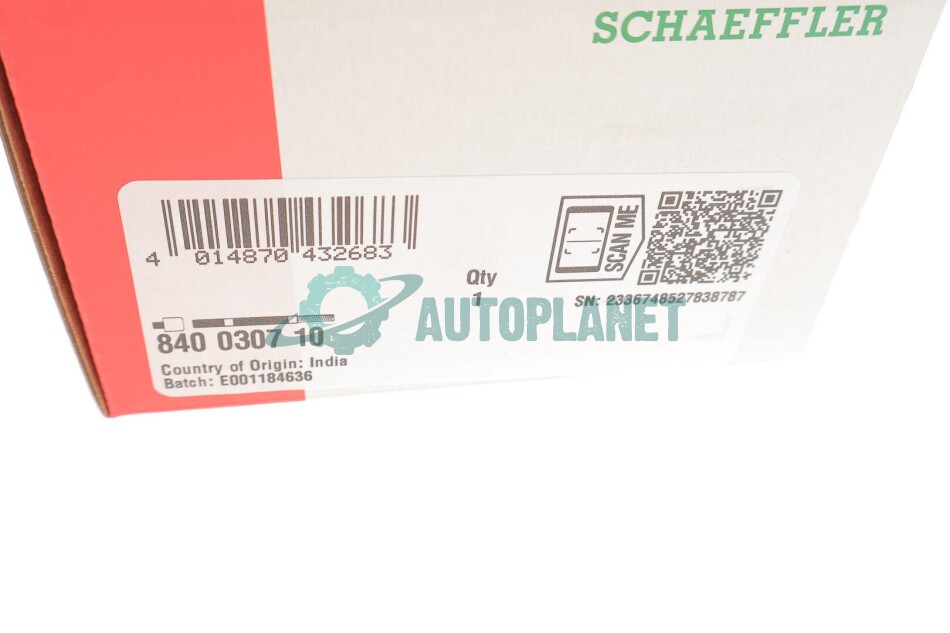 SCHAEFFLER
4 014870 432683
SCAN ME
Qty
1
SN: 2336748527838787
AUTOPLANET
840 0307 10
Country of Origin: India
Batch: E001184636